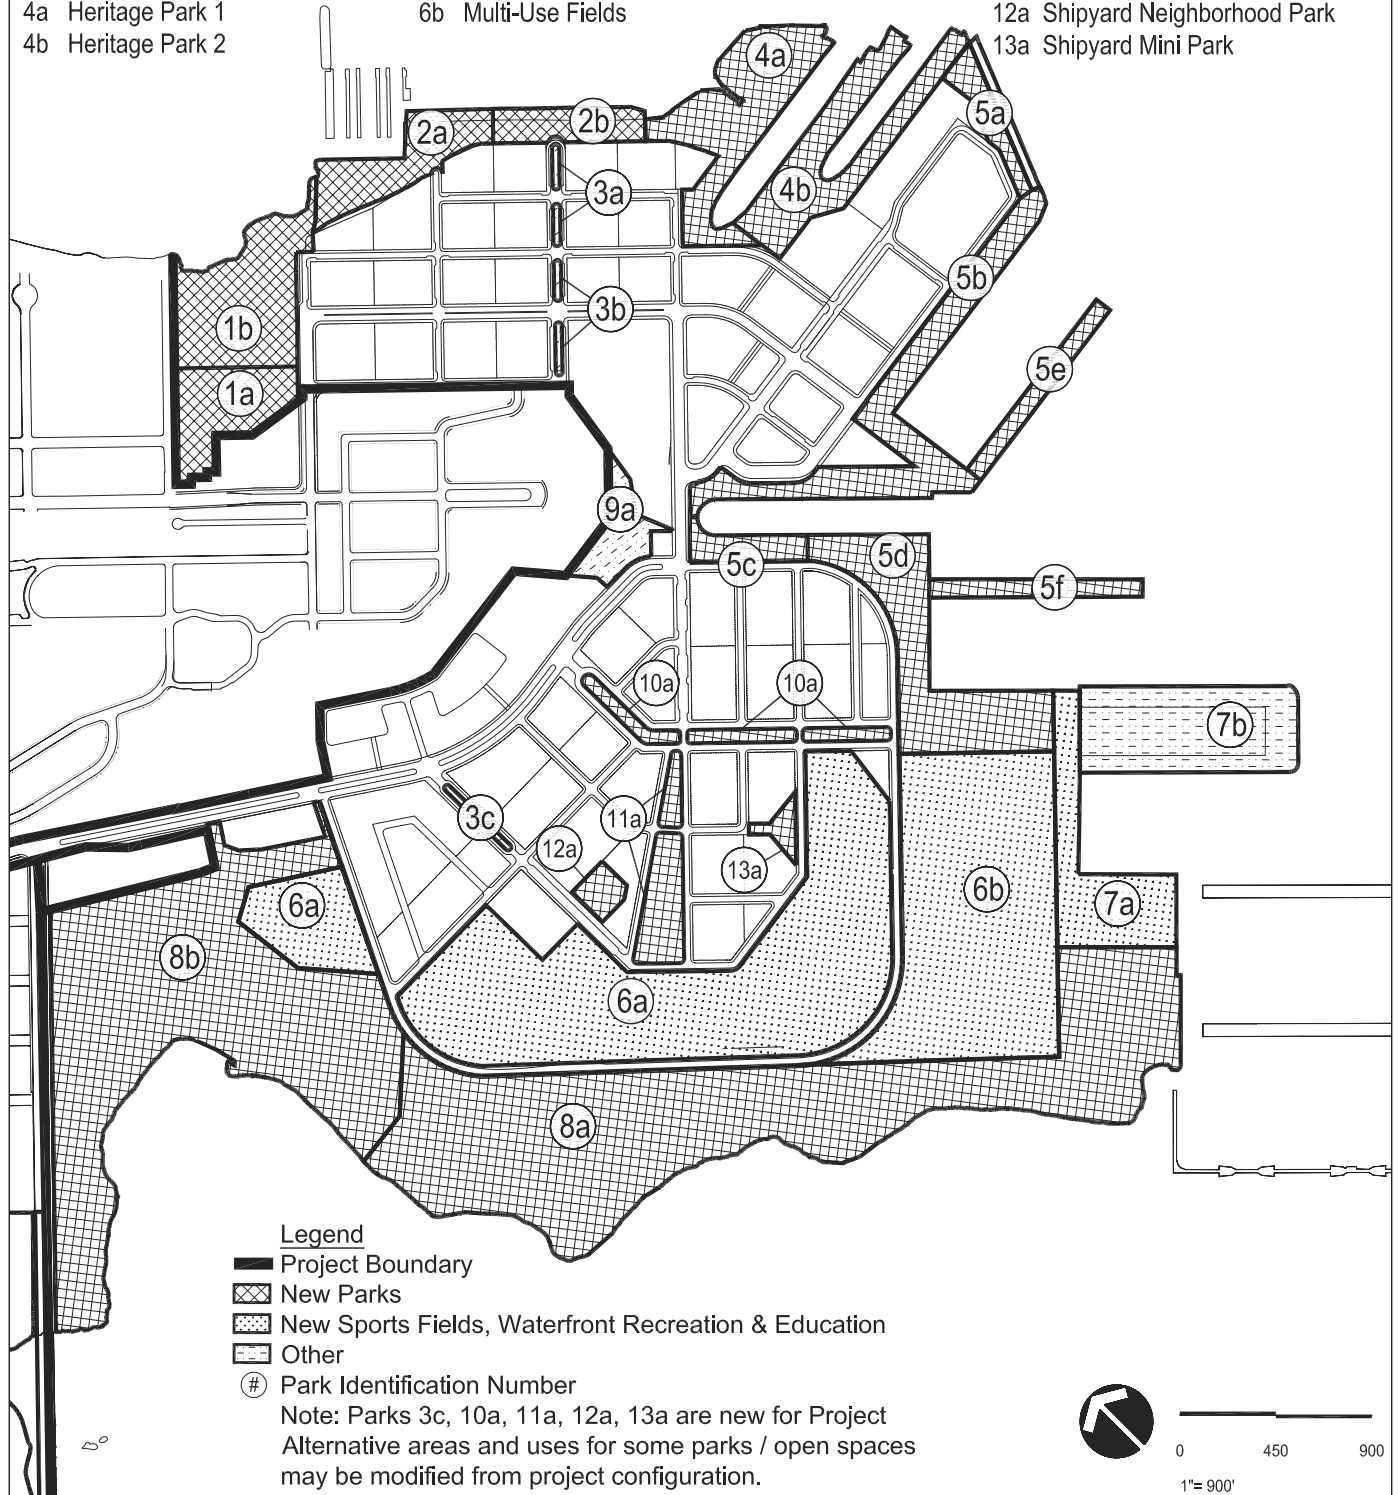 4a Heritage Park 1
4b Heritage Park 2
6b Multi-Use Fields
12a Shipyard Neighborhood Park
13a Shipyard Mini Park
4a
2a
2b
5a
3a
4b
5b
1b
3b
5e
1a
9a
5c
5d
5f
10a
10a
7b
3c
11a
12a
13a
6a
6b
7a
8b
6a
8a
Legend
Project Boundary
New Parks
New Sports Fields, Waterfront Recreation & Education
Other
# Park Identification Number
Note: Parks 3c, 10a, 11a, 12a, 13a are new for Project
Alternative areas and uses for some parks / open spaces
may be modified from project configuration.
0 450 900
1"= 900'